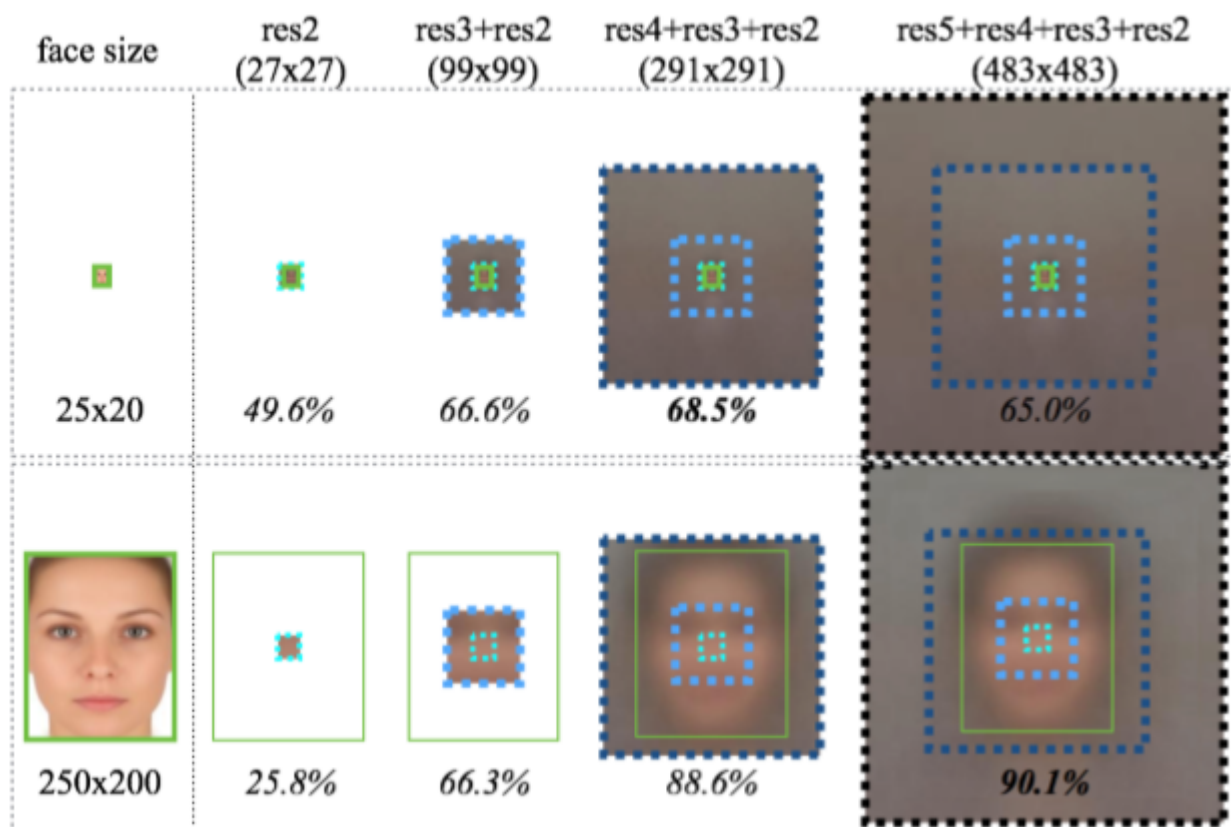 face size
res2
(27x27)
res3+res2
(99x99)
res4+res3+res2
(291x291)
res5+res4+res3+res2
(483x483)
25x20
49.6%
66.6%
68.5%
65.0%
250x200
25.8%
66.3%
88.6%
90.1%